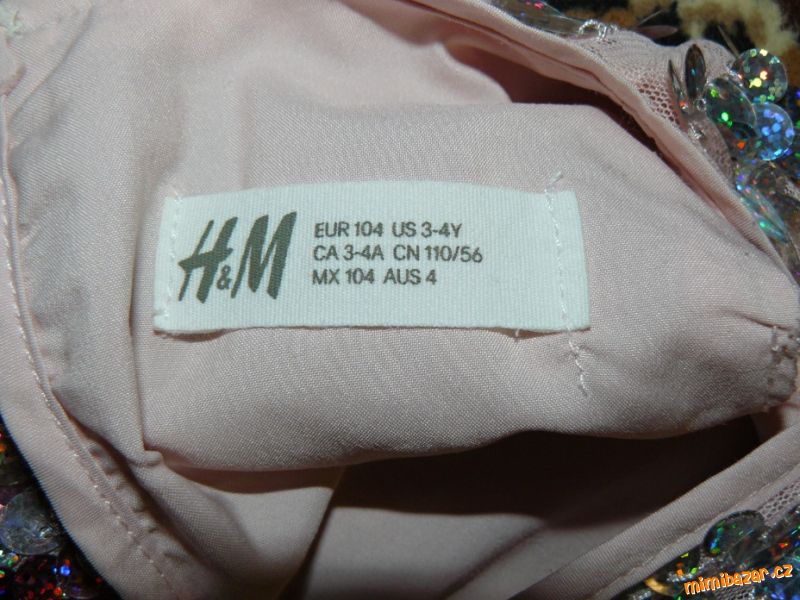 H&M
EUR 104 US 3-4Y
CA 3-4A CN 110/56
MX 104 AUS 4
mimibazar.cz